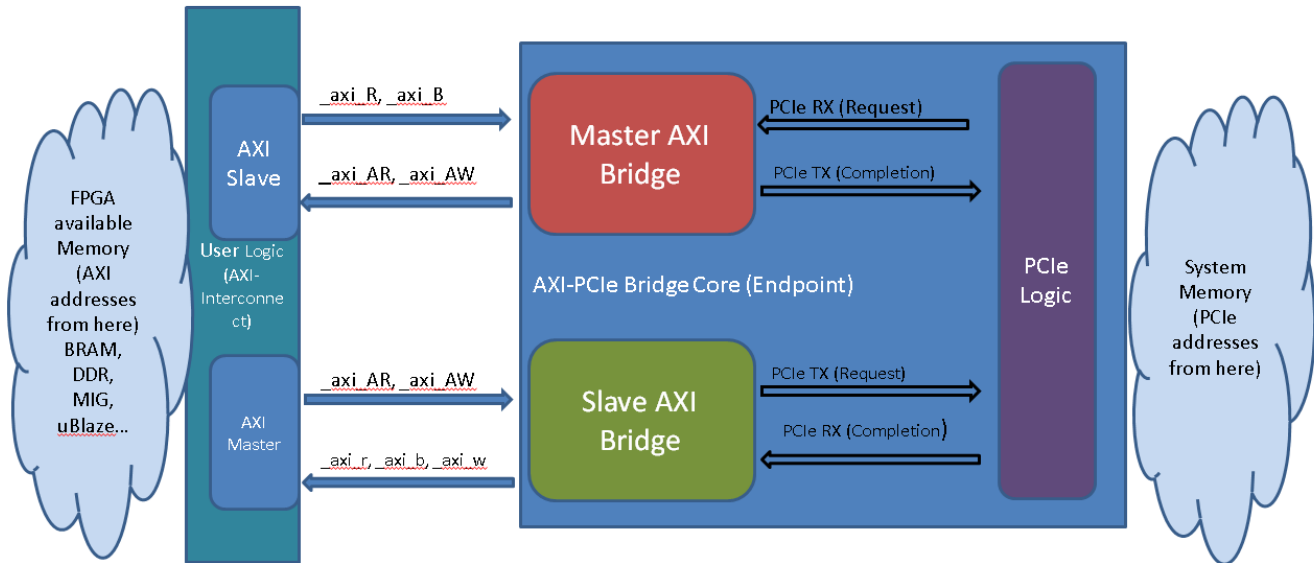 FPGA
available
Memory
(AXI
addresses
from here)
BRAM,
DDR,
MIG,
uBlaze...
AXI
Slave
User Logic
(AXI-
Interconne
ct)
AXI
Master
_axi_R, _axi_B
_axi_AR, _axi_AW
_axi_AR, _axi_AW
_axi_r, _axi_b, _axi_w
Master AXI
Bridge
AXI-PCIe Bridge Core (Endpoint)
Slave AXI
Bridge
PCIe RX (Request)
PCIe TX (Completion)
PCIe TX (Request)
PCIe RX (Completion)
PCIe
Logic
System
Memory
(PCIe
addresses
from here)